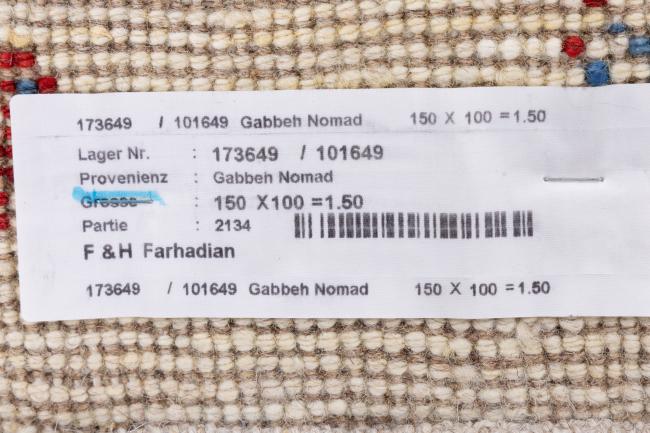 173649 / 101649 Gabbeh Nomad 150 X 100 = 1.50
Lager Nr. : 173649 / 101649
Provenienz : Gabbeh Nomad
Grosse : 150 X100 = 1.50
Partie : 2134
F & H Farhadian
173649 / 101649 Gabbeh Nomad 150 X 100 = 1.50